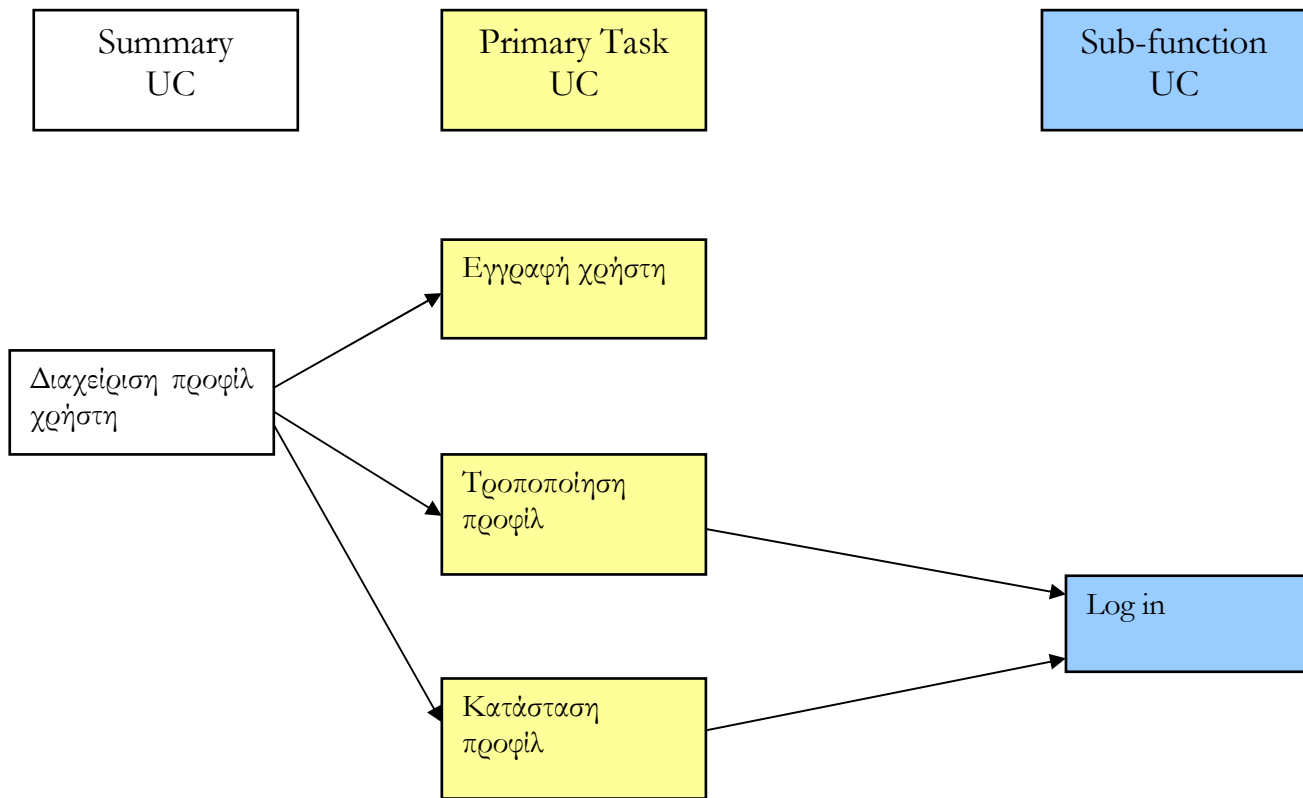 Summary
UC
Primary Task
UC
Sub-function
UC
Εγγραφή χρήστη
Διαχείριση προφίλ
χρήστη
Τροποποίηση
προφίλ
Log in
Κατάσταση
προφίλ